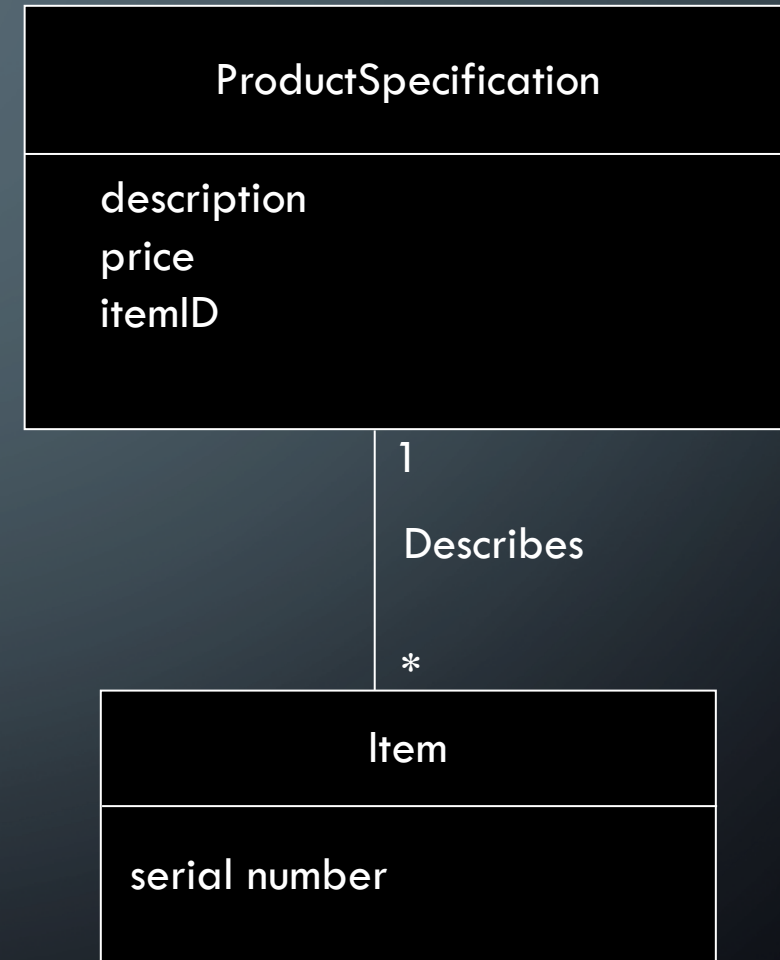 ProductSpecification
description
price
itemID
1
Describes
*
Item
serial number